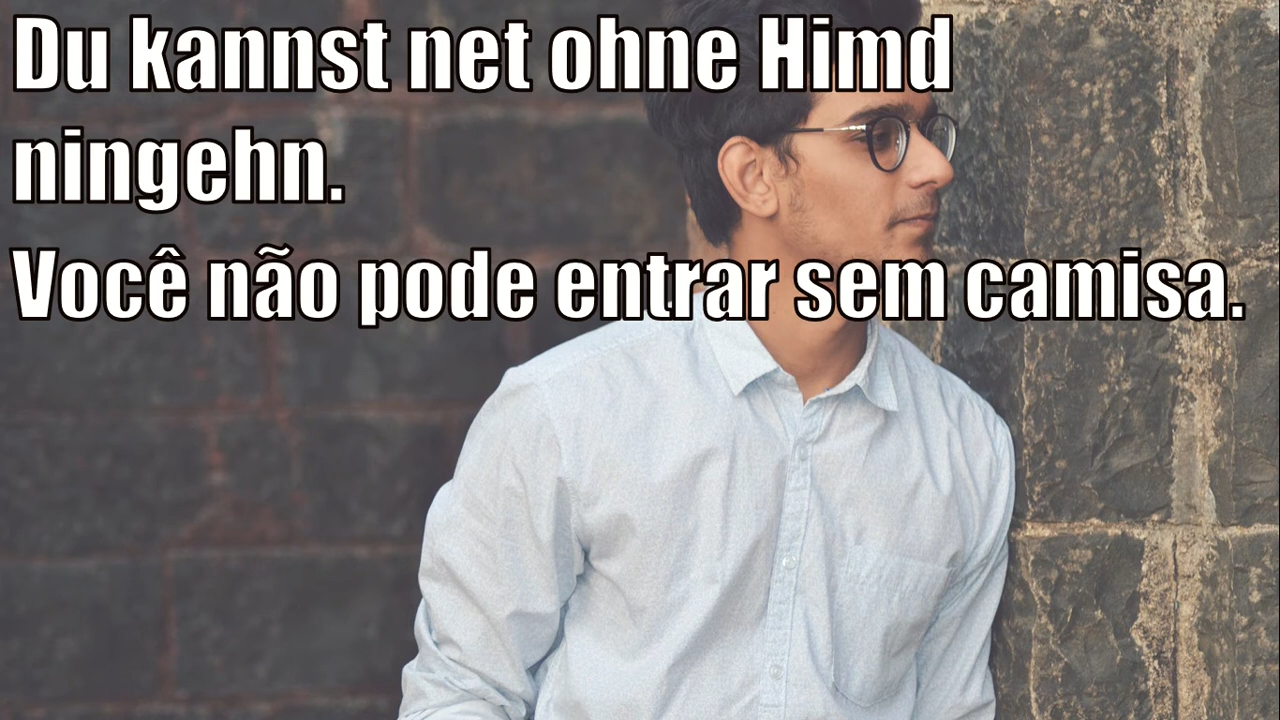 Du kannst net ohne Himd
ningehn.
Você não pode entrar sem camisa.